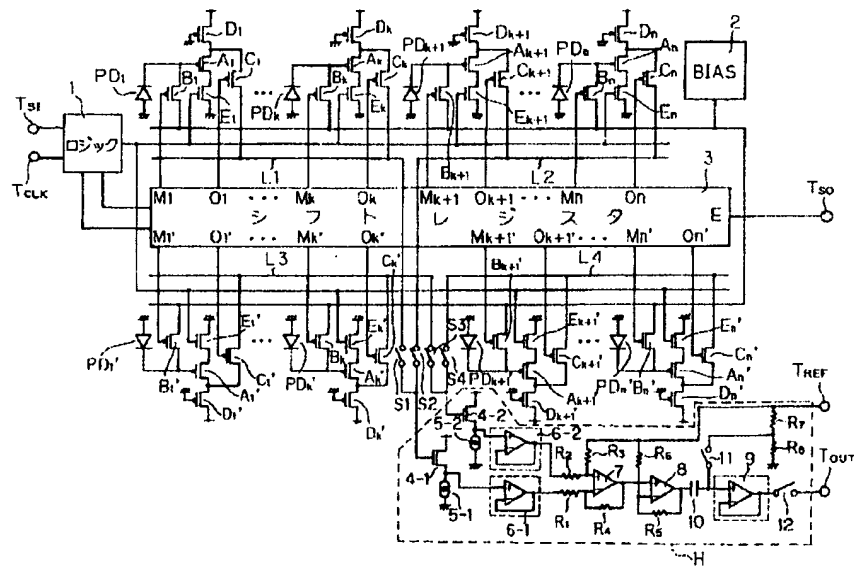 D1
Dk
Dk+1
Dn
2
BIAS
A1
C1
Ak
Ck
PDk+1
Ak+1
Ck+1
PDn
An
Cn
PD1
B1
E1
PDk
Bk
Ek
Ek+1
Bn
En
1
ロジック
TSI
TCLK
L1
Bk+1
L2
3
M1 O1 ... Mk Ok Mk+1 Ok+1 ... Mn On
シフトレジスタ
E
TSO
M1' O1' ... Mk' Ok' Mk+1' Ok+1' ... Mn' On'
L3
Ck'
Bk+1'
L4
E1'
Ek'
S3
Ek+1'
En'
PD1'
B1'
C1'
PDk'
Bk'
S4
PDk+1'
Ck+1'
PDn'
Bn'
Cn'
A1'
Ak'
Ak+1'
An'
D1'
Dk'
S1
S2
Dk+1'
Dn'
TREF
4-2
5-2
6-2
R7
R2
R3
R6
11
R8
TOUT
4-1
7
8
9
5-1
6-1
R1
R4
R5
10
12
H